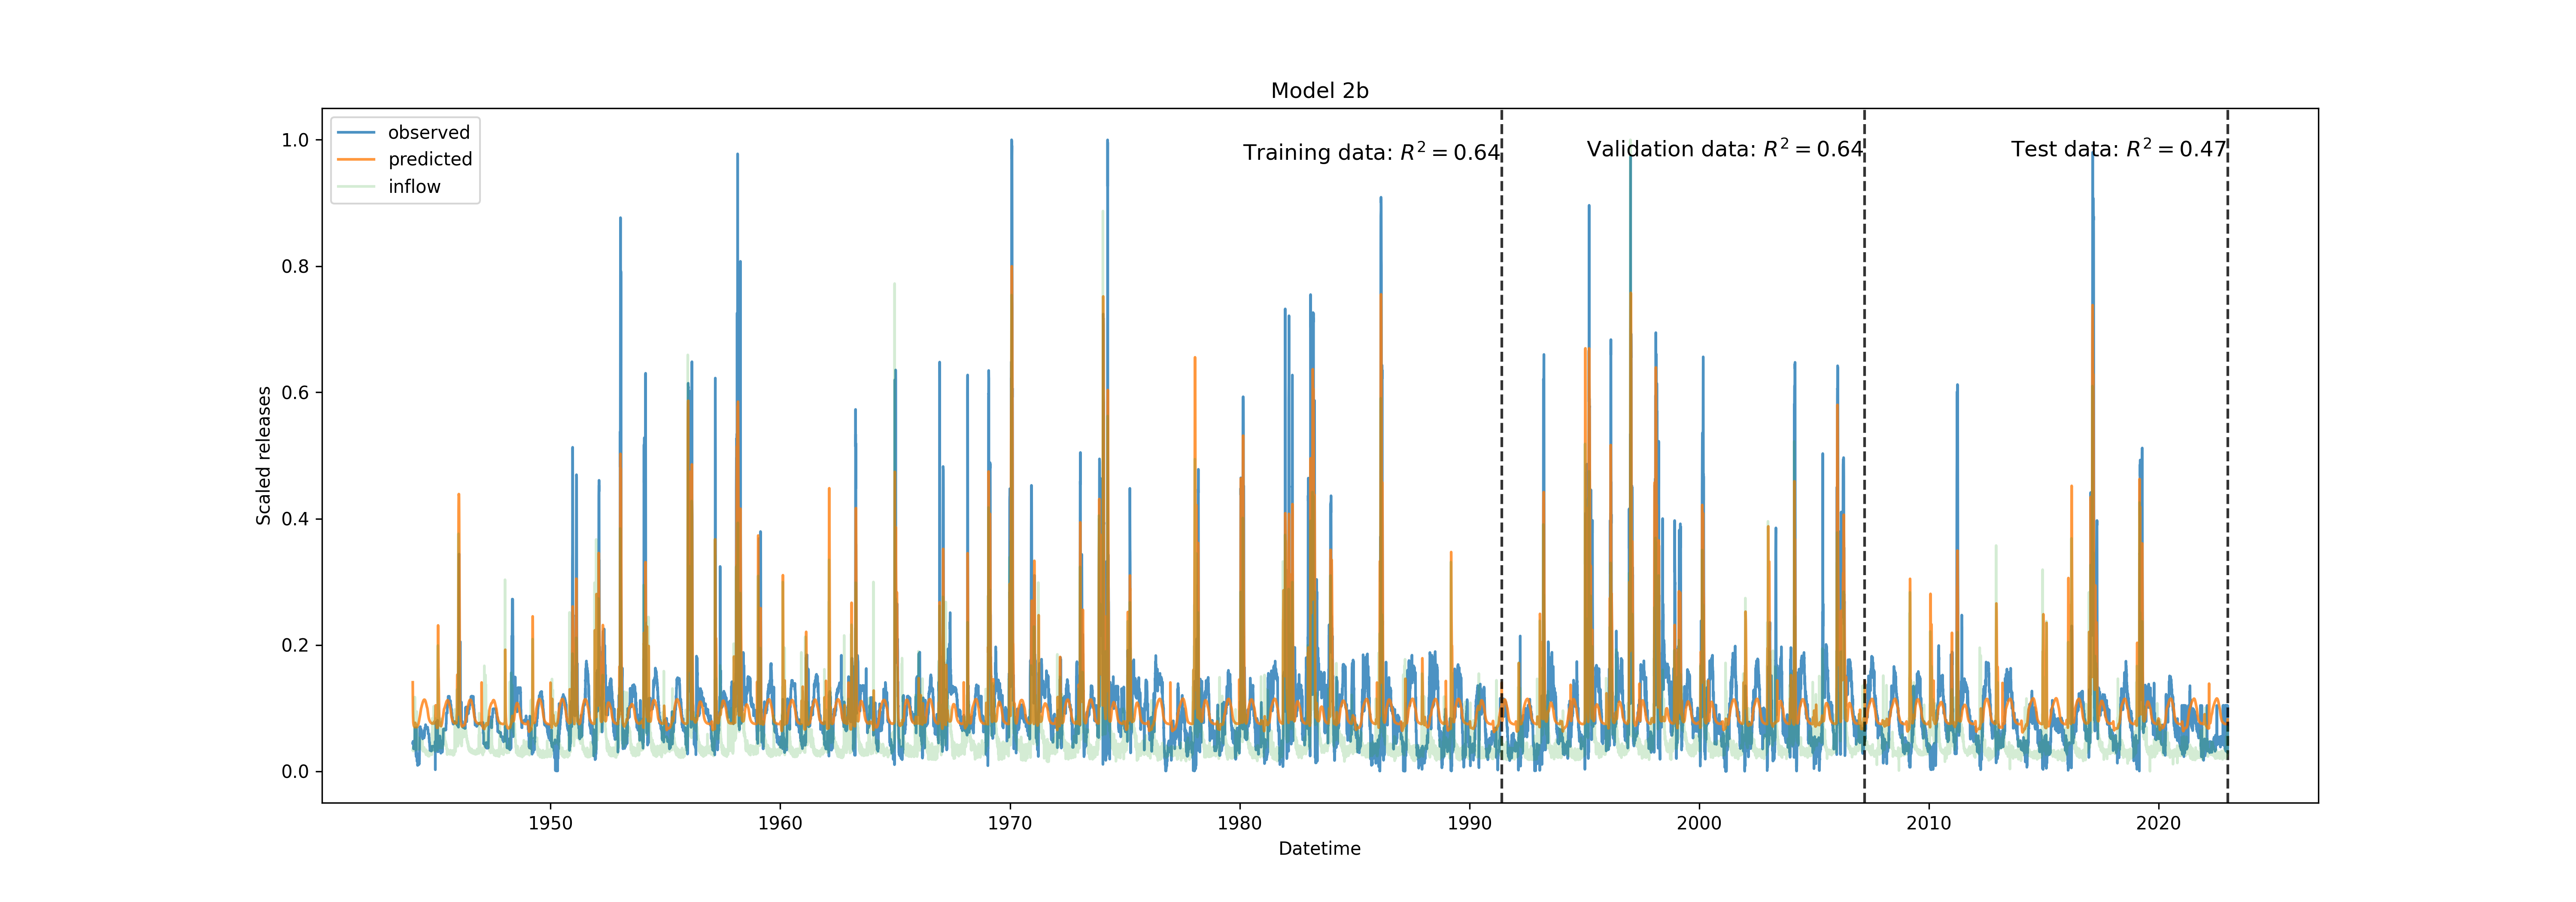 Model 2b
observed
predicted
inflow
Training data: R² = 0.64
Validation data: R² = 0.64
Test data: R² = 0.47
1.0
0.8
0.6
0.4
0.2
0.0
Scaled releases
1950 1960 1970 1980 1990 2000 2010 2020
Datetime